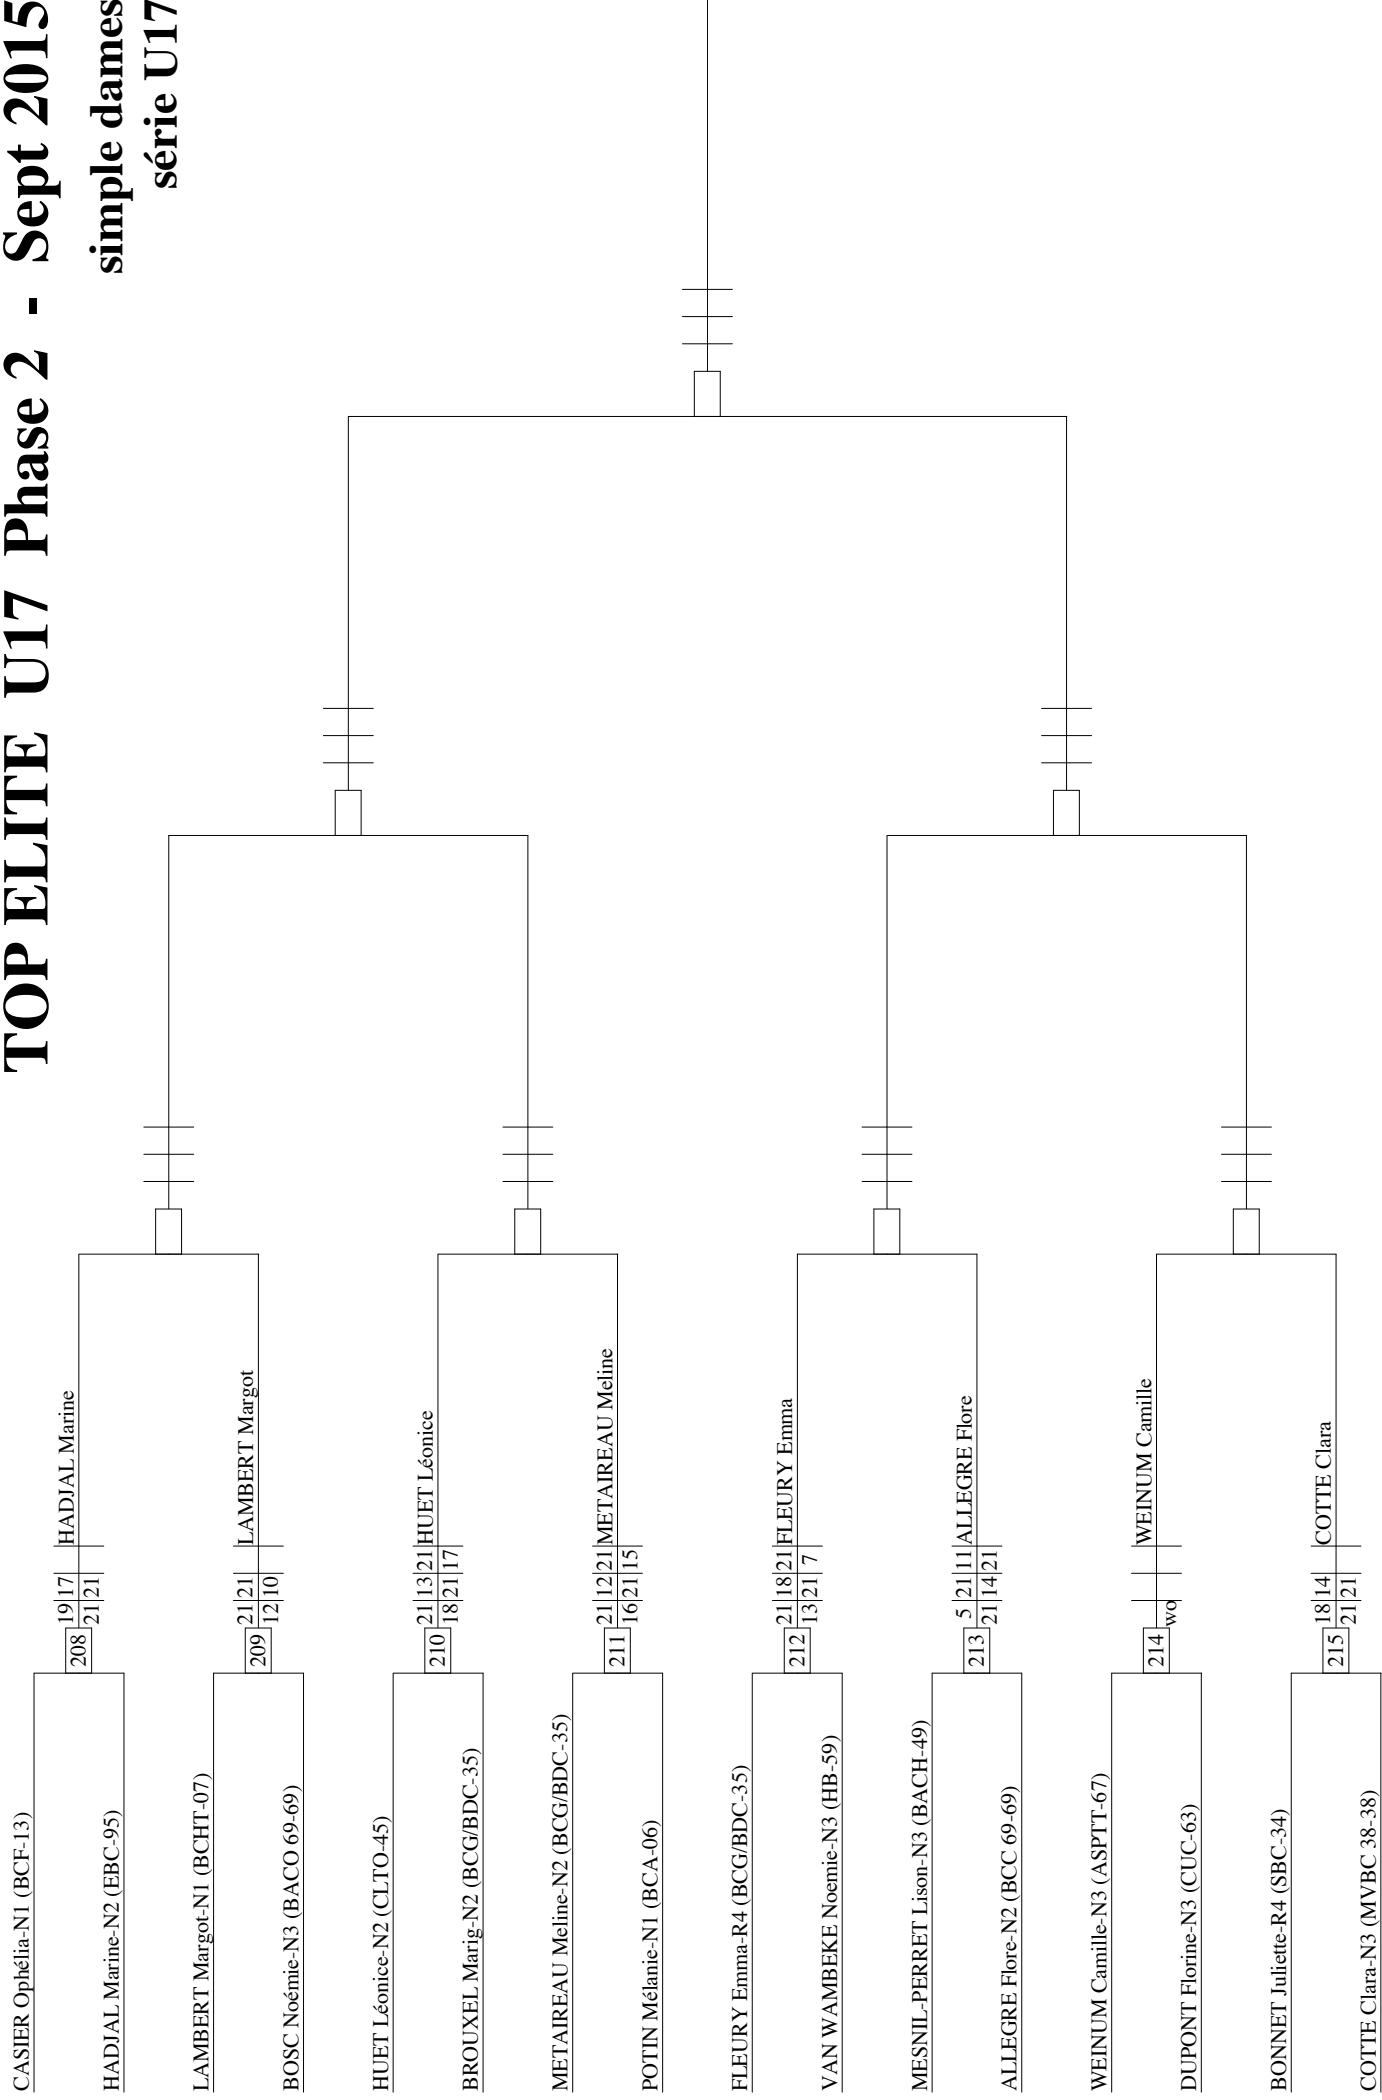 TOP ELITE U17 Phase 2 - Sept 2015
simple dames
série U17
CASIER Ophélia-N1 (BCF-13)
208
19 17
21 21
HADJAL Marine
HADJAL Marine-N2 (EBC-95)
LAMBERT Margot-N1 (BCHT-07)
209
21 21
12 10
LAMBERT Margot
BOSC Noémie-N3 (BACO 69-69)
HUET Léonice-N2 (CLTO-45)
210
21 13 21
18 21 17
HUET Léonice
BROUXEL Marig-N2 (BCG/BDC-35)
METAIREAU Meline-N2 (BCG/BDC-35)
211
21 12 21
16 21 15
METAIREAU Meline
POTIN Mélanie-N1 (BCA-06)
FLEURY Emma-R4 (BCG/BDC-35)
212
21 18 21
13 21 7
FLEURY Emma
VAN WAMBEKE Noemie-N3 (HB-59)
MESNIL-PERRET Lison-N3 (BACH-49)
213
5 21 11
21 14 21
ALLEGRE Flore
ALLEGRE Flore-N2 (BCC 69-69)
WEINUM Camille-N3 (ASPTT-67)
214
wo
WEINUM Camille
DUPONT Florine-N3 (CUC-63)
BONNET Juliette-R4 (SBC-34)
215
18 14
21 21
COTTE Clara
COTTE Clara-N3 (MVBC 38-38)